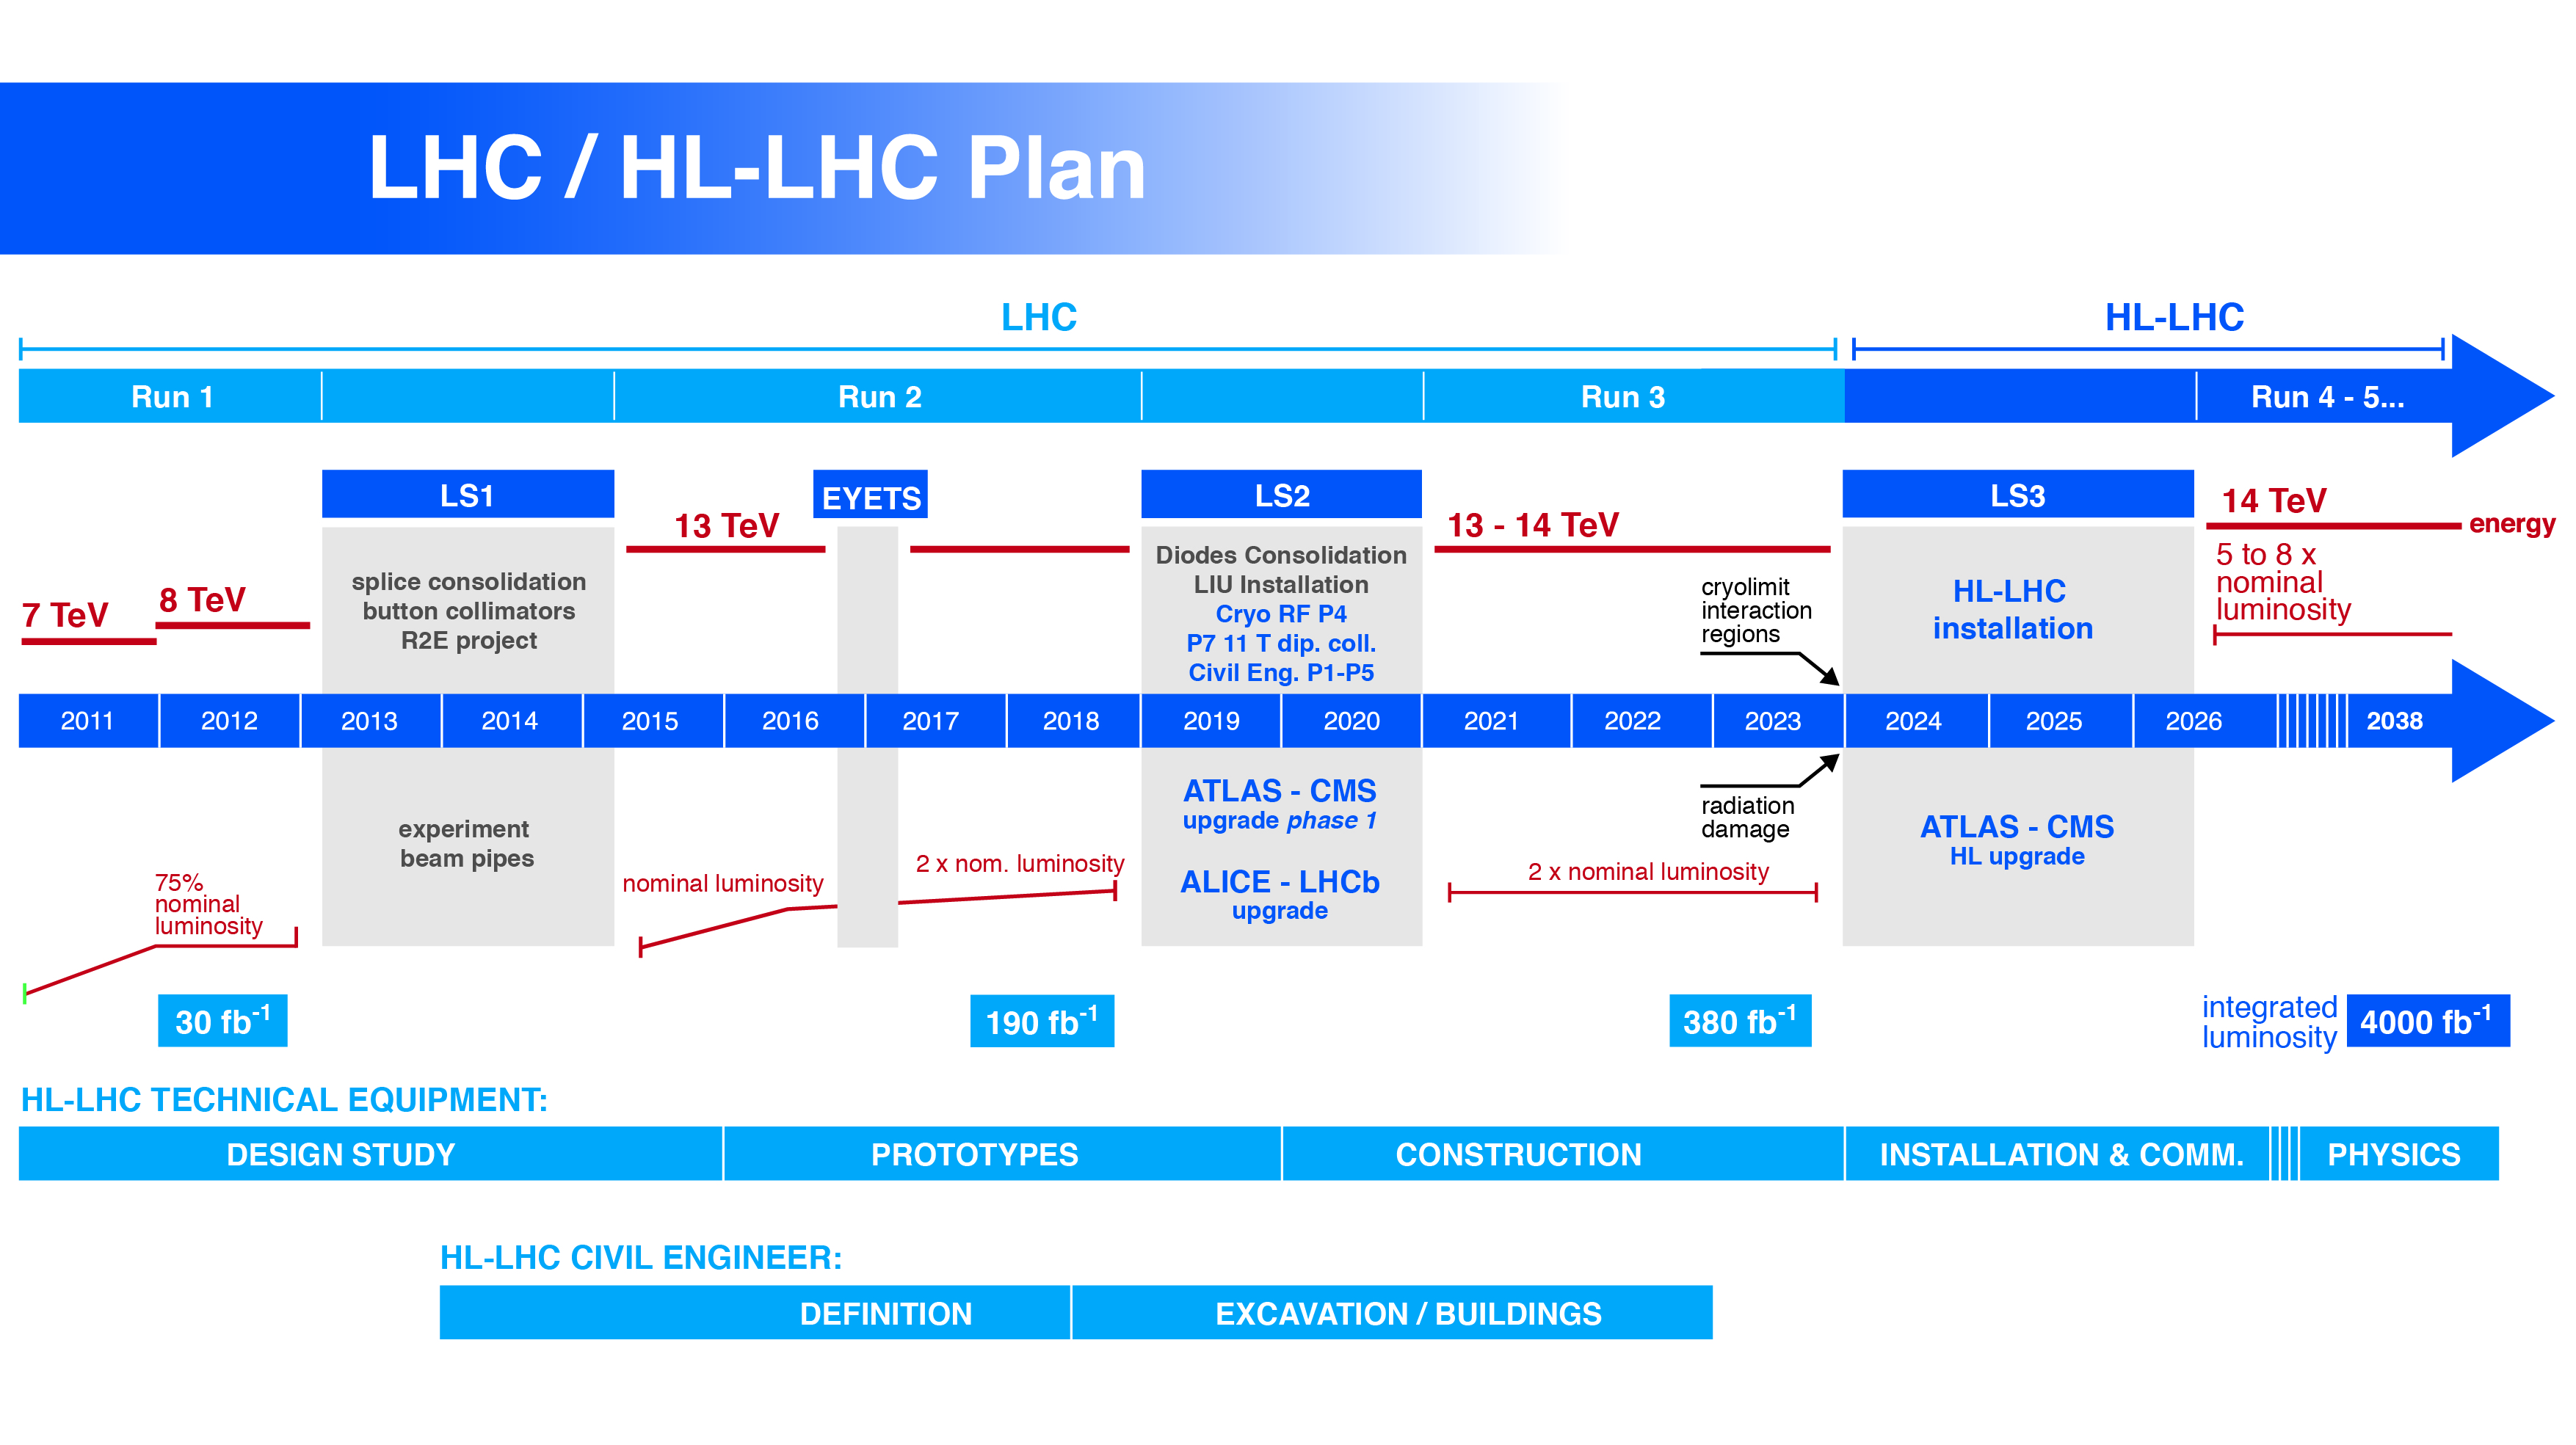 LHC / HL-LHC Plan
LHC
HL-LHC
Run 1
Run 2
Run 3
Run 4 - 5...
LS1
EYETS
LS2
LS3
14 TeV
energy
13 TeV
13 - 14 TeV
5 to 8 x
nominal
luminosity
7 TeV
8 TeV
splice consolidation
button collimators
R2E project
Diodes Consolidation
LIU Installation
Cryo RF P4
P7 11 T dip. coll.
Civil Eng. P1-P5
cryolimit
interaction
regions
HL-LHC
installation
2011
2012
2013
2014
2015
2016
2017
2018
2019
2020
2021
2022
2023
2024
2025
2026
2038
75%
nominal
luminosity
experiment
beam pipes
nominal luminosity
2 x nom. luminosity
ATLAS - CMS
upgrade phase 1
ALICE - LHCb
upgrade
radiation
damage
2 x nominal luminosity
ATLAS - CMS
HL upgrade
30 fb-1
190 fb-1
380 fb-1
integrated
luminosity
4000 fb-1
HL-LHC TECHNICAL EQUIPMENT:
DESIGN STUDY
PROTOTYPES
CONSTRUCTION
INSTALLATION & COMM.
PHYSICS
HL-LHC CIVIL ENGINEER:
DEFINITION
EXCAVATION / BUILDINGS